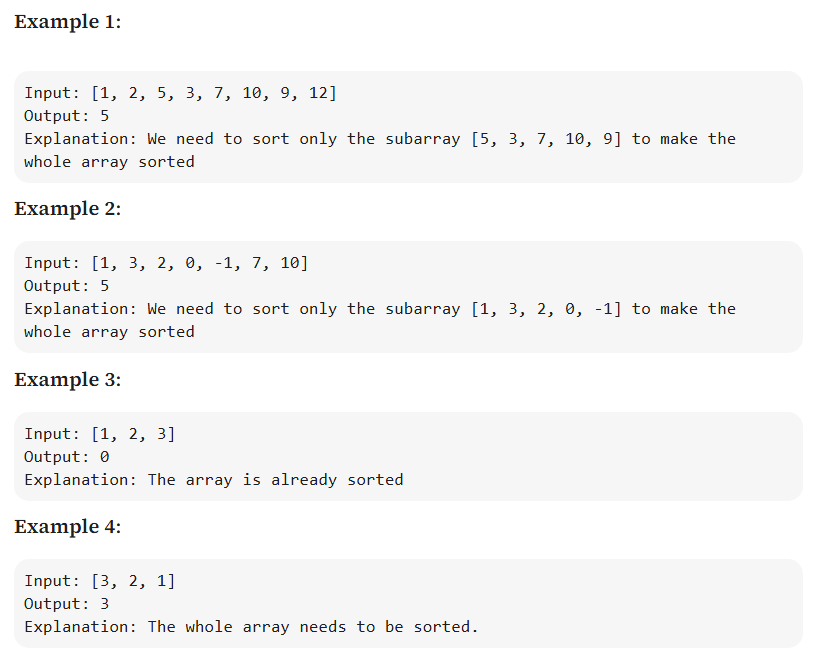 Example 1:
Input: [1, 2, 5, 3, 7, 10, 9, 12]
Output: 5
Explanation: We need to sort only the subarray [5, 3, 7, 10, 9] to make the
whole array sorted
Example 2:
Input: [1, 3, 2, 0, -1, 7, 10]
Output: 5
Explanation: We need to sort only the subarray [1, 3, 2, 0, -1] to make the
whole array sorted
Example 3:
Input: [1, 2, 3]
Output: 0
Explanation: The array is already sorted
Example 4:
Input: [3, 2, 1]
Output: 3
Explanation: The whole array needs to be sorted.